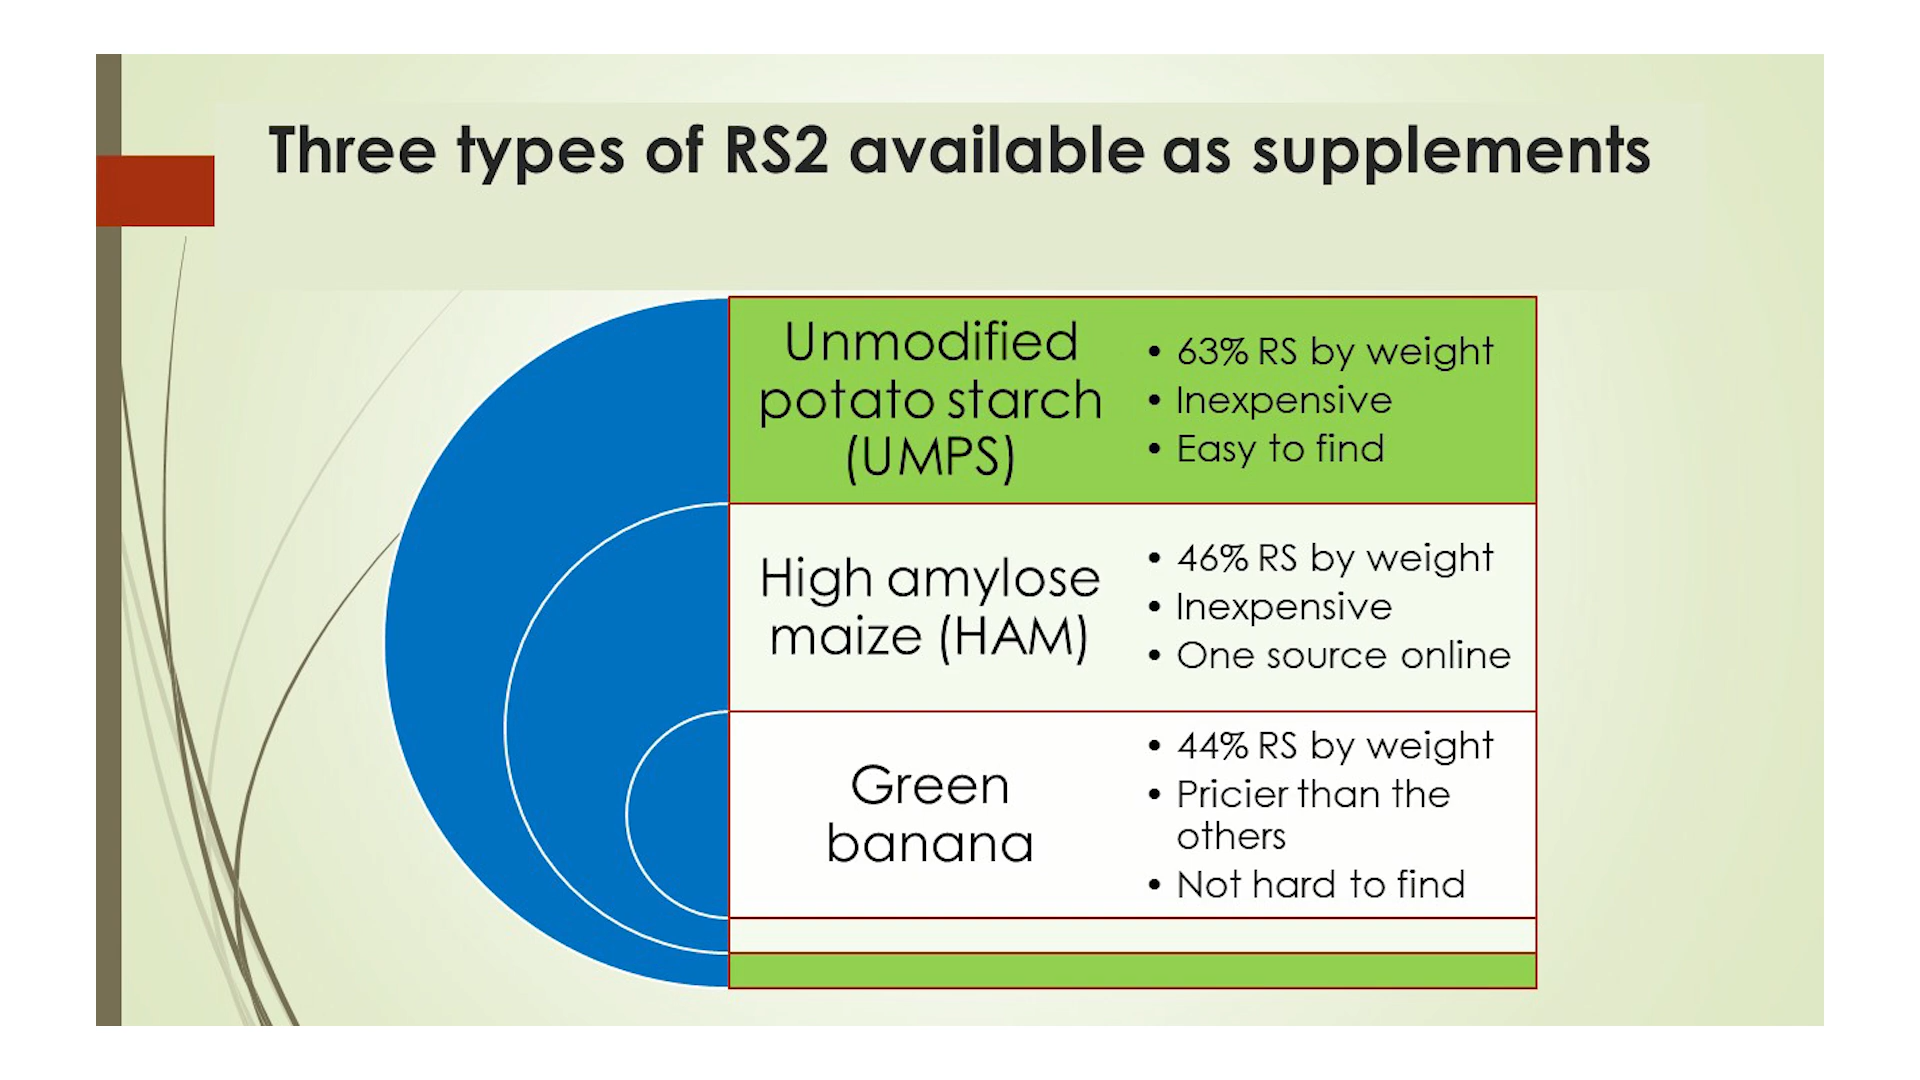 Three types of RS2 available as supplements
Unmodified
potato starch
(UMPS)
• 63% RS by weight
• Inexpensive
• Easy to find
High amylose
maize (HAM)
• 46% RS by weight
• Inexpensive
• One source online
Green
banana
• 44% RS by weight
• Pricier than the
others
• Not hard to find